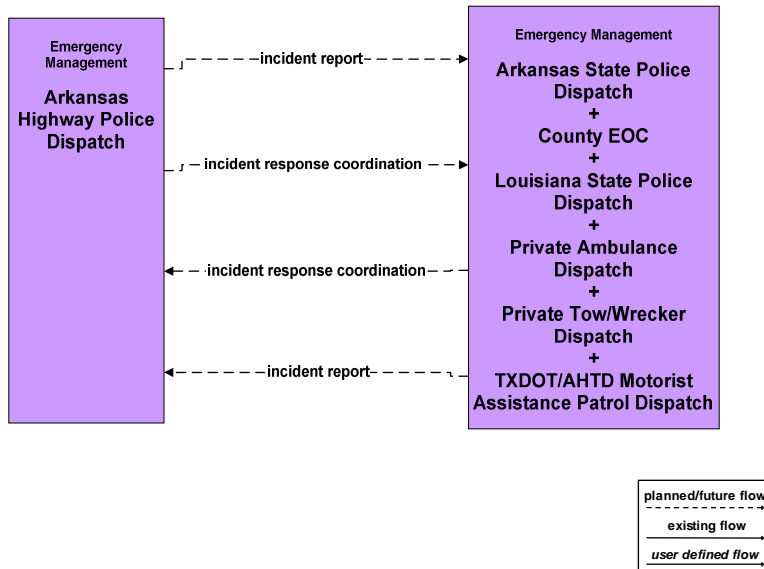 Emergency
Management
Arkansas
Highway Police
Dispatch
incident report
incident response coordination
incident response coordination
incident report
Emergency Management
Arkansas State Police
Dispatch
+
County EOC
+
Louisiana State Police
Dispatch
+
Private Ambulance
Dispatch
+
Private Tow/Wrecker
Dispatch
+
TXDOT/AHTD Motorist
Assistance Patrol Dispatch
planned/future flow
existing flow
user defined flow